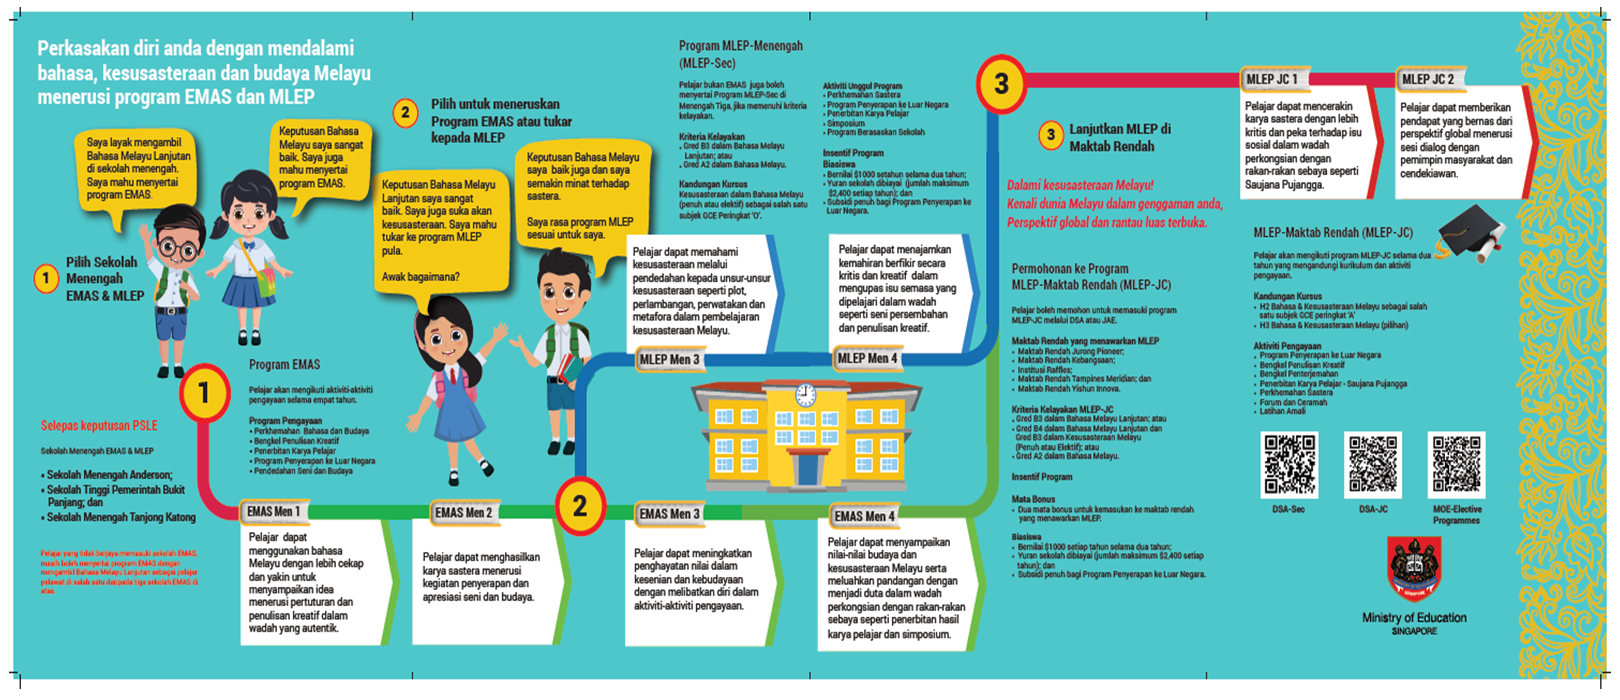 Perkasakan diri anda dengan mendalami
bahasa, kesusasteraan dan budaya Melayu
menerusi program EMAS dan MLEP
Saya layak mengambil
Bahasa Melayu Lanjutan
di sekolah menengah.
Saya mahu menyertai
program EMAS.
Keputusan Bahasa
Melayu saya sangat
baik. Saya juga
mahu menyertai
program EMAS.
1
Pilih Sekolah
Menengah
EMAS & MLEP
1
Selepas keputusan PSLE
Sekolah Menengah EMAS & MLEP
• Sekolah Menengah Anderson;
• Sekolah Tinggi Pemerintah Bukit
Panjang; dan
• Sekolah Menengah Tanjong Katong
Pelajar yang tidak berjaya memasuki sekolah EMAS,
masih boleh menyertai program EMAS dengan
mengambil Bahasa Melayu Lanjutan sebagai pelajar
pelawat di salah satu daripada tiga sekolah EMAS di
atas.
Program EMAS
Pelajar akan mengikuti aktiviti-aktiviti
pengayaan selama empat tahun.
Program Pengayaan
• Perkhemahan Bahasa dan Budaya
• Bengkel Penulisan Kreatif
• Penerbitan Karya Pelajar
• Program Penyerapan ke Luar Negara
• Pendedahan Seni dan Budaya
EMAS Men 1
Pelajar dapat
menggunakan bahasa
Melayu dengan lebih cekap
dan yakin untuk
menyampaikan idea
menerusi pertuturan dan
penulisan kreatif dalam
wadah yang autentik.
EMAS Men 2
Pelajar dapat menghasilkan
karya sastera menerusi
kegiatan penyerapan dan
apresiasi seni dan budaya.
2
Pilih untuk meneruskan
Program EMAS atau tukar
kepada MLEP
Keputusan Bahasa Melayu
Lanjutan saya sangat
baik. Saya juga suka akan
kesusasteraan. Saya mahu
tukar ke program MLEP
pula.
Awak bagaimana?
Keputusan Bahasa Melayu
saya baik juga dan saya
semakin minat terhadap
sastera.
Saya rasa program MLEP
sesuai untuk saya.
2
EMAS Men 3
Pelajar dapat meningkatkan
penghayatan nilai dalam
kesenian dan kebudayaan
dengan melibatkan diri dalam
aktiviti-aktiviti pengayaan.
EMAS Men 4
Pelajar dapat menyampaikan
nilai-nilai budaya dan
kesusasteraan Melayu serta
meluahkan pandangan dengan
menjadi duta dalam wadah
perkongsian dengan rakan-rakan
sebaya seperti penerbitan hasil
karya pelajar dan simposium.
Program MLEP-Menengah
(MLEP-Sec)
Pelajar bukan EMAS juga boleh
menyertai Program MLEP-Sec di
Menengah Tiga, jika memenuhi kriteria
kelayakan.
Kriteria Kelayakan
• Gred B3 dalam Bahasa Melayu
Lanjutan; atau
• Gred A2 dalam Bahasa Melayu.
Kandungan Kursus
Kesusasteraan dalam Bahasa Melayu
(penuh atau elektif) sebagai salah satu
subjek GCE Peringkat 'O'.
Aktiviti Unggul Program
• Perkhemahan Sastera
• Program Penyerapan ke Luar Negara
• Penerbitan Karya Pelajar
• Simposium
• Program Berasaskan Sekolah
Insentif Program
Biasiswa
• Bernilai $1000 setahun selama dua tahun;
• Yuran sekolah dibiayai (jumlah maksimum
$2,400 setiap tahun); dan
• Subsidi penuh bagi Program Penyerapan ke
Luar Negara.
Pelajar dapat memahami
kesusasteraan melalui
pendedahan kepada unsur-unsur
kesusasteraan seperti plot,
perlambangan, perwatakan dan
metafora dalam pembelajaran
kesusasteraan Melayu.
MLEP Men 3
Pelajar dapat menajamkan
kemahiran berfikir secara
kritis dan kreatif dalam
mengupas isu semasa yang
dipelajari dalam wadah
seperti seni persembahan
dan penulisan kreatif.
MLEP Men 4
3
3
Lanjutkan MLEP di
Maktab Rendah
Dalami kesusasteraan Melayu!
Kenali dunia Melayu dalam genggaman anda,
Perspektif global dan rantau luas terbuka.
Permohonan ke Program
MLEP-Maktab Rendah (MLEP-JC)
Pelajar boleh memohon untuk memasuki program
MLEP-JC melalui DSA atau JAE.
Maktab Rendah yang menawarkan MLEP
• Maktab Rendah Jurong Pioneer;
• Maktab Rendah Kebangsaan;
• Institusi Raffles;
• Maktab Rendah Tampines Meridian; dan
• Maktab Rendah Yishun Innova.
Kriteria Kelayakan MLEP-JC
• Gred B3 dalam Bahasa Melayu Lanjutan; atau
• Gred B4 dalam Bahasa Melayu Lanjutan dan
Gred B3 dalam Kesusasteraan Melayu
(Penuh atau Elektif); atau
• Gred A2 dalam Bahasa Melayu.
Insentif Program
Mata Bonus
• Dua mata bonus untuk kemasukan ke maktab rendah
yang menawarkan MLEP.
Biasiswa
• Bernilai $1000 setiap tahun selama dua tahun;
• Yuran sekolah dibiayai (jumlah maksimum $2,400 setiap
tahun); dan
• Subsidi penuh bagi Program Penyerapan ke Luar Negara.
MLEP JC 1
Pelajar dapat mencerakin
karya sastera dengan lebih
kritis dan peka terhadap isu
sosial dalam wadah
perkongsian dengan
rakan-rakan sebaya seperti
Saujana Pujangga.
MLEP JC 2
Pelajar dapat memberikan
pendapat yang bernas dari
perspektif global menerusi
sesi dialog dengan
pemimpin masyarakat dan
cendekiawan.
MLEP-Maktab Rendah (MLEP-JC)
Pelajar akan mengikuti program MLEP-JC selama dua
tahun yang mengandungi kurikulum dan aktiviti
pengayaan.
Kandungan Kursus
• H2 Bahasa & Kesusasteraan Melayu sebagai salah
satu subjek GCE peringkat 'A'
• H3 Bahasa & Kesusasteraan Melayu (pilihan)
Aktiviti Pengayaan
• Program Penyerapan ke Luar Negara
• Bengkel Penulisan Kreatif
• Bengkel Penterjemahan
• Penerbitan Karya Pelajar - Saujana Pujangga
• Perkhemahan Sastera
• Forum dan Ceramah
• Latihan Amali
DSA-Sec
DSA-JC
MOE-Elective
Programmes
Ministry of Education
SINGAPORE